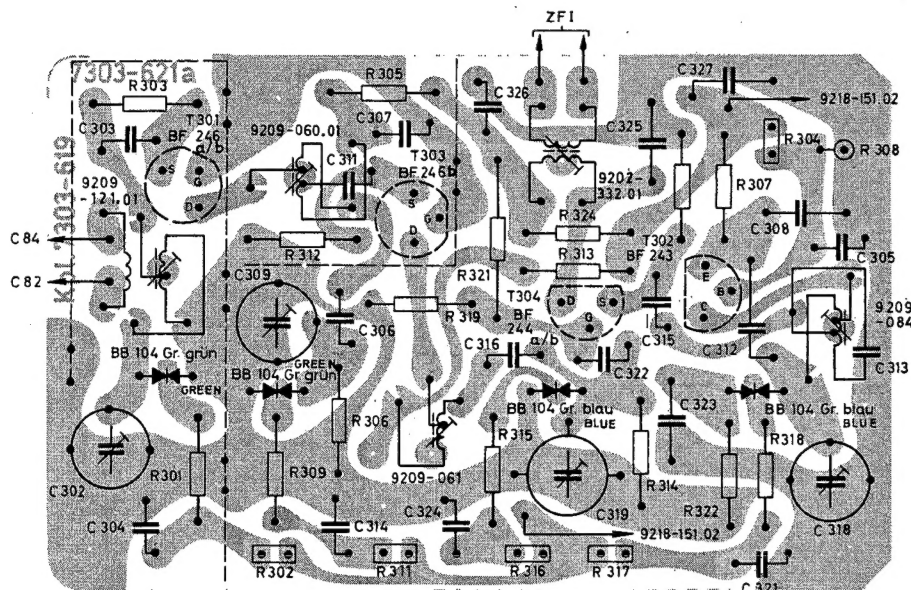 ZFI
7303-621a
R303
R305
C326
C327
9218-151.02
T301
BF
246
a/b
C303
C307
C325
R304
R308
9209-060.01
C311
T303
BF 246b
9202-
332.01
R307
9209
-121.01
S
G
D
S
G
D
R324
C308
C84
R312
R321
R313
T302
BF
243
C305
C82
C309
C306
R319
T304
BF
244
a/b
D
S
G
E
B
C
9209
-084
C316
C315
C312
C313
C322
BB 104 Gr. grün
GREEN
GREEN
BB 104 Gr. grün
BB 104 Gr. blau
BLUE
BB 104 Gr. blau
BLUE
C323
R306
R315
R318
C302
R301
R309
9209-061
R314
R322
C319
C318
C304
C314
C324
9218-151.02
R302
R311
R316
R317
C321